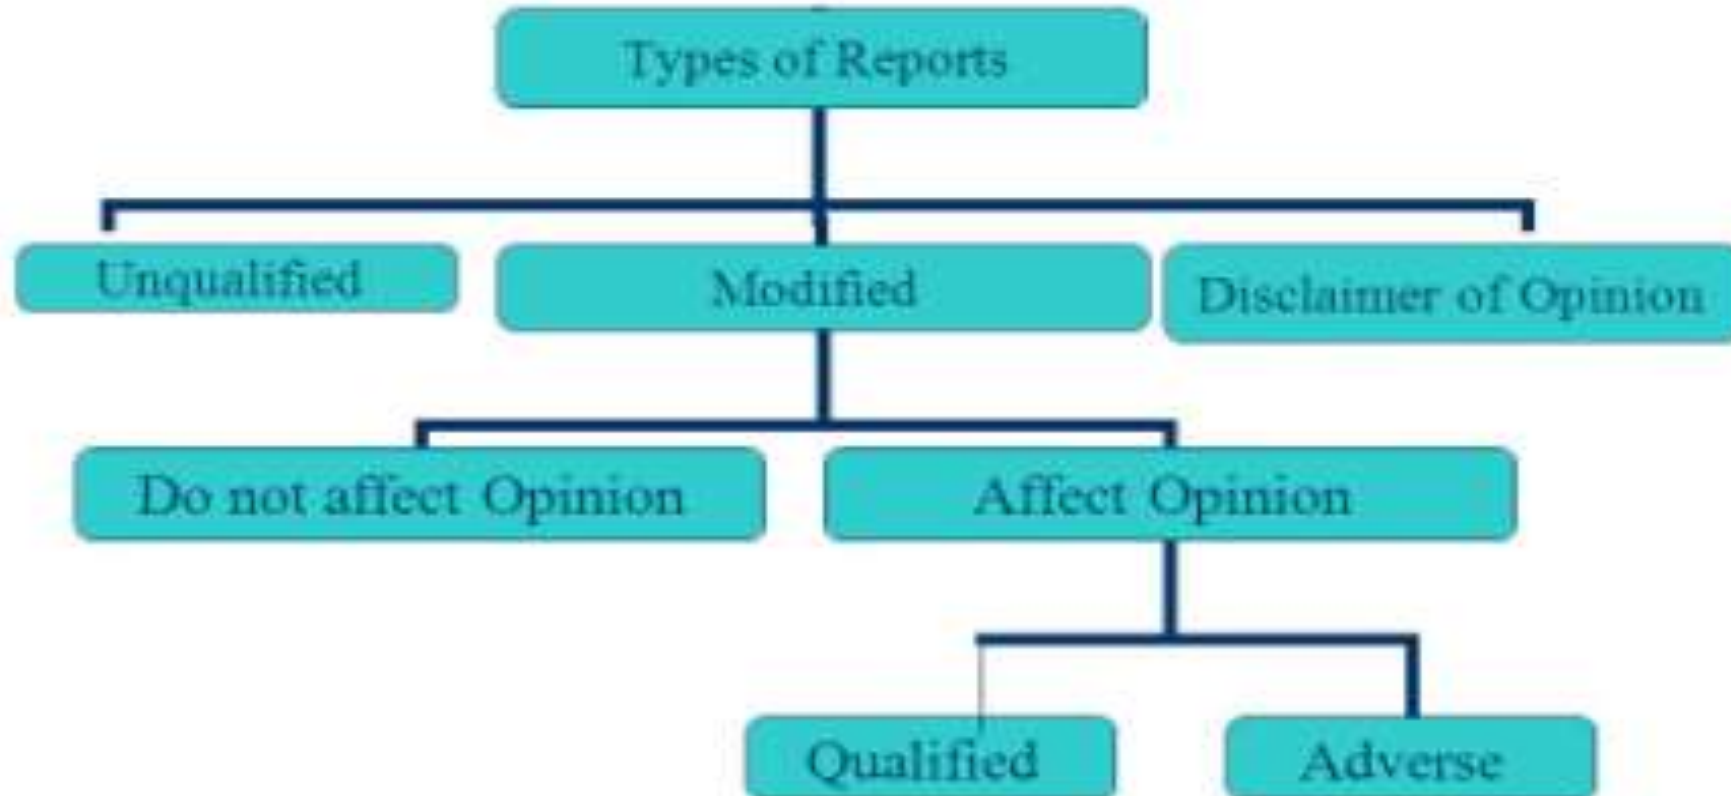 Types of Reports
Unqualified
Modified
Disclaimer of Opinion
Do not affect Opinion
Affect Opinion
Qualified
Adverse